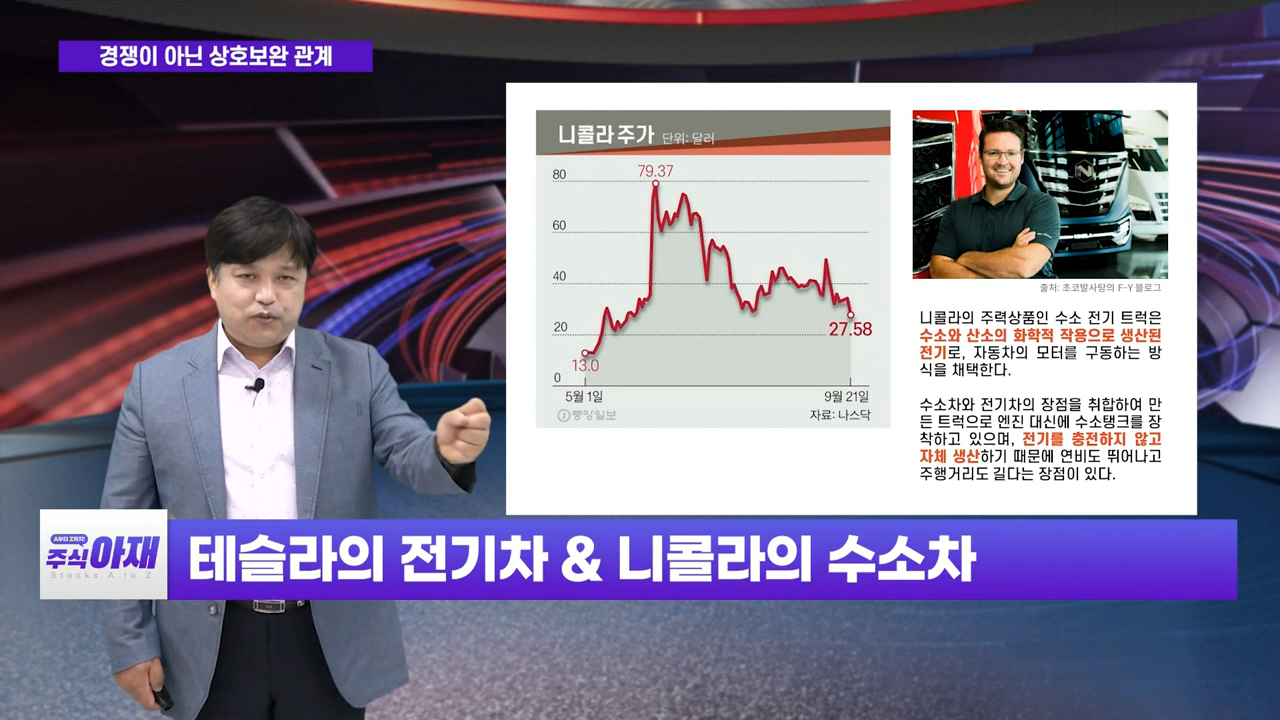 경쟁이 아닌 상호보완 관계
니콜라 주가 단위: 달러
80
79.37
60
40
20
27.58
13.0
0
5월 1일
9월 21일
중앙일보
자료: 나스닥
N
출처: 초코발사탕의 F-Y 블로그
니콜라의 주력상품인 수소 전기 트럭은
수소와 산소의 화학적 작용으로 생산된
전기로, 자동차의 모터를 구동하는 방
식을 채택한다.
수소차와 전기차의 장점을 취합하여 만
든 트럭으로 엔진 대신에 수소탱크를 장
착하고 있으며, 전기를 충전하지 않고
자체 생산하기 때문에 연비도 뛰어나고
주행거리도 길다는 장점이 있다.
A부터 Z까지!
주식아재
Stocks A to Z
테슬라의 전기차 & 니콜라의 수소차